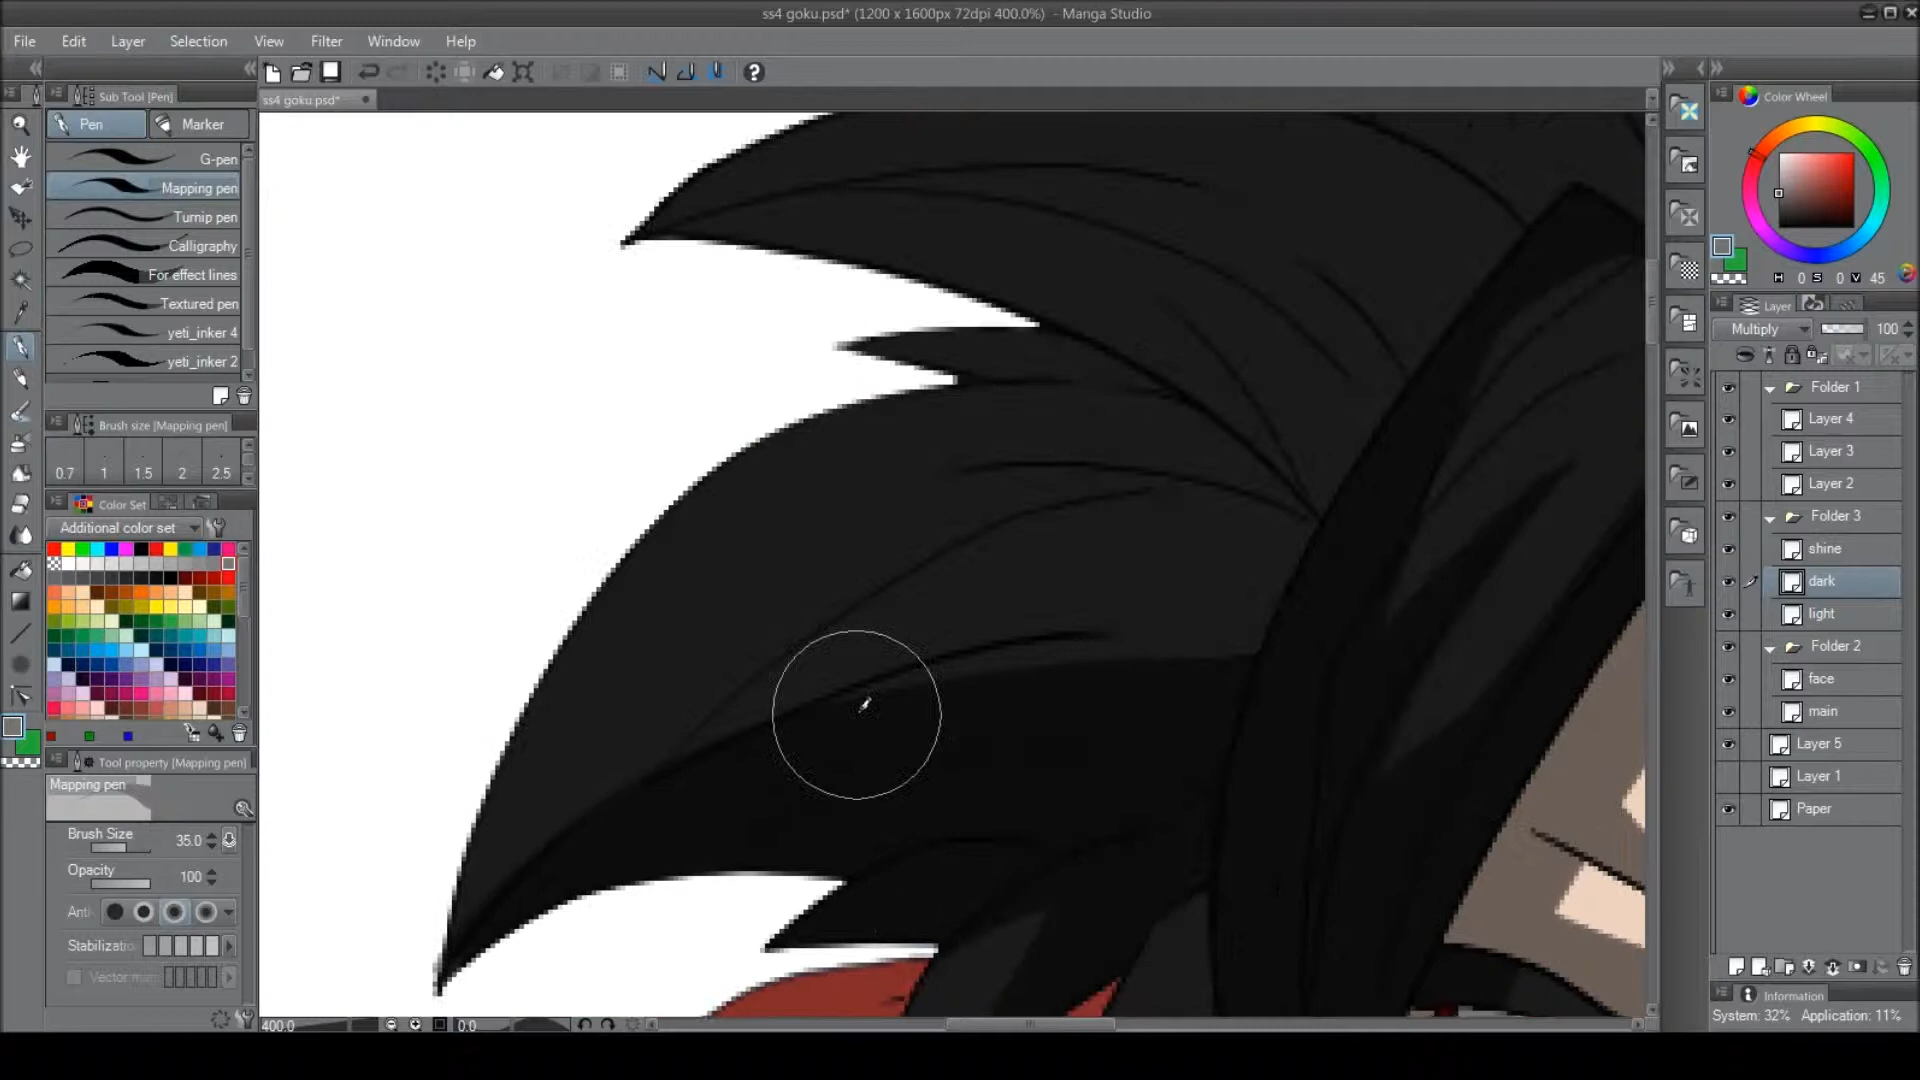 ss4 goku.psd* (1200 x 1600px 72dpi 400.0%) - Manga Studio
File Edit Layer Selection View Filter Window Help
Sub Tool [Pen]
ss4 goku.psd*
Color Wheel
Pen Marker
G-pen
Mapping pen
Turnip pen
Calligraphy
For effect lines
Textured pen
yeti_inker 4
yeti_inker 2
Brush size [Mapping pen]
0.7 1 1.5 2 2.5
Color Set
Additional color set
Tool property [Mapping pen]
Mapping pen
Brush Size 35.0
Opacity 100
Anti-
Stabilizatio
Vector
400.0 0.0
H 0 S 0 V 45
Layer
Multiply 100
Folder 1
Layer 4
Layer 3
Layer 2
Folder 3
shine
dark
light
Folder 2
face
main
Layer 5
Layer 1
Paper
Information
System: 32% Application: 11%